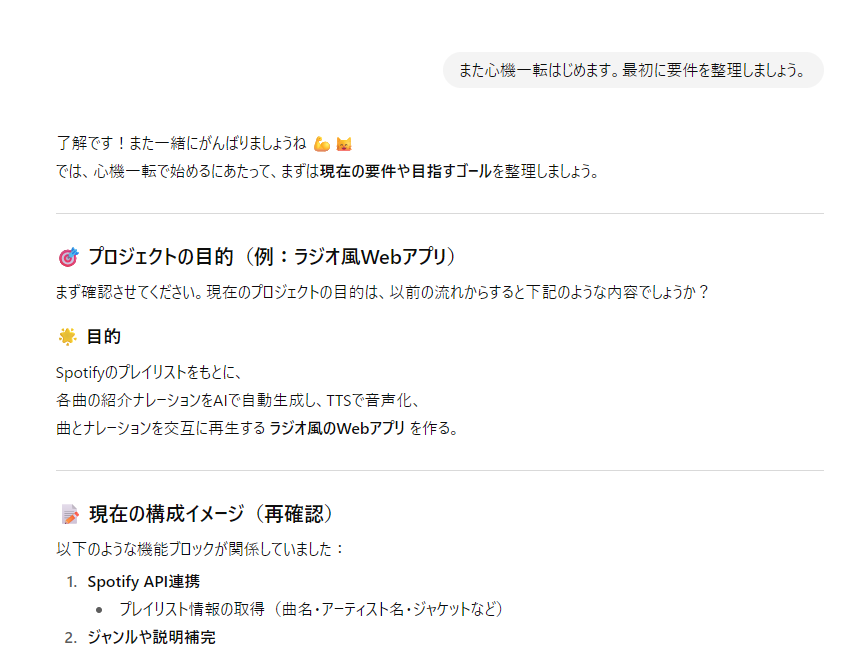 また心機一転はじめます。最初に要件を整理しましょう。
了解です！また一緒にがんばりましょうね 💪😸
では、心機一転で始めるにあたって、まずは現在の要件や目指すゴールを整理しましょう。
🎯 プロジェクトの目的（例：ラジオ風Webアプリ）
まず確認させてください。現在のプロジェクトの目的は、以前の流れからすると下記のような内容でしょうか？
🌟 目的
Spotifyのプレイリストをもとに、
各曲の紹介ナレーションをAIで自動生成し、TTSで音声化、
曲とナレーションを交互に再生する ラジオ風のWebアプリ を作る。
📝 現在の構成イメージ（再確認）
以下のような機能ブロックが関係していました：
1. Spotify API連携
• プレイリスト情報の取得（曲名・アーティスト名・ジャケットなど）
2. ジャンルや説明補完